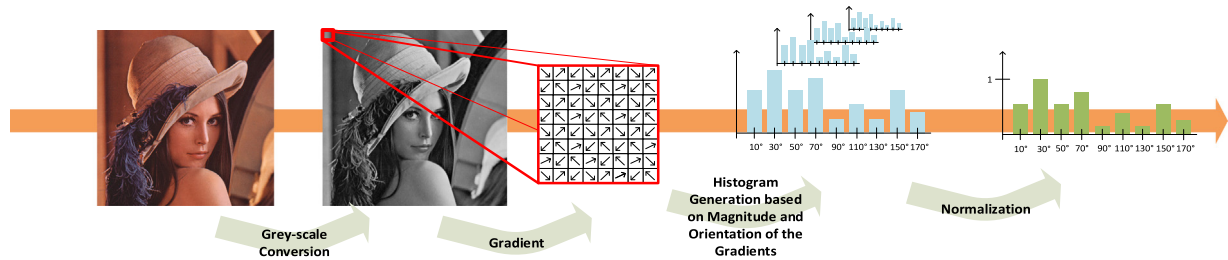 1
10° 30° 50° 70° 90° 110° 130° 150° 170°
10° 30° 50° 70° 90° 110° 130° 150° 170°
Grey-scale
Conversion
Gradient
Histogram
Generation based
on Magnitude and
Orientation of the
Gradients
Normalization